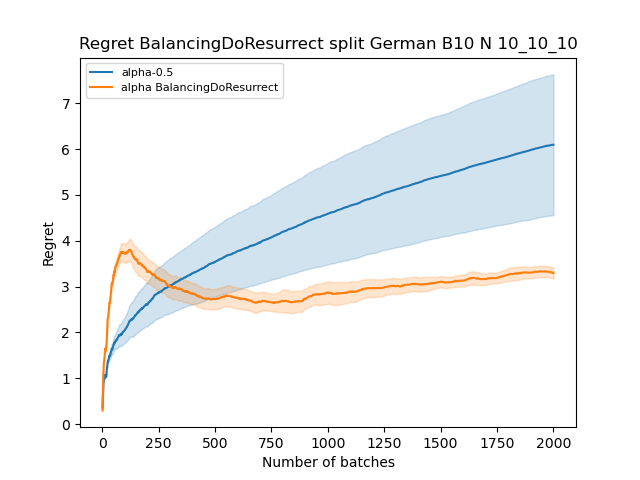 Regret BalancingDoResurrect split German B10 N 10_10_10
alpha-0.5
alpha BalancingDoResurrect
7
6
5
4
3
2
1
0
Regret
0 250 500 750 1000 1250 1500 1750 2000
Number of batches